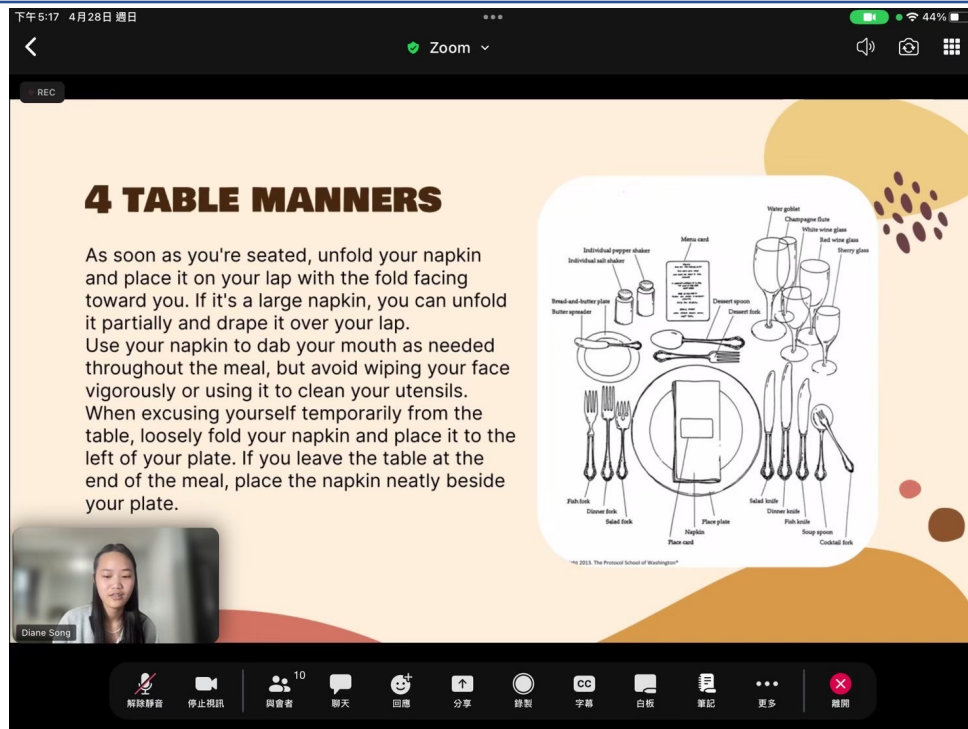 下午5:17 4月28日 週日
44%
Zoom
REC
4 TABLE MANNERS
As soon as you're seated, unfold your napkin
and place it on your lap with the fold facing
toward you. If it's a large napkin, you can unfold
it partially and drape it over your lap.
Use your napkin to dab your mouth as needed
throughout the meal, but avoid wiping your face
vigorously or using it to clean your utensils.
When excusing yourself temporarily from the
table, loosely fold your napkin and place it to the
left of your plate. If you leave the table at the
end of the meal, place the napkin neatly beside
your plate.
Water goblet
Champagne flute
White wine glass
Red wine glass
Sherry glass
Menu card
Individual pepper shaker
Individual salt shaker
Bread-and-butter plate
Butter spreader
Dessert spoon
Dessert fork
Fish fork
Dinner fork
Salad fork
Place plate
Napkin
Place card
Salad knife
Dinner knife
Fish knife
Soup spoon
Cocktail fork
2013. The Protocol School of Washington®
Diane Song
10
解除靜音
停止視訊
與會者
聊天
回應
分享
錄製
CC
字幕
白板
筆記
更多
離開